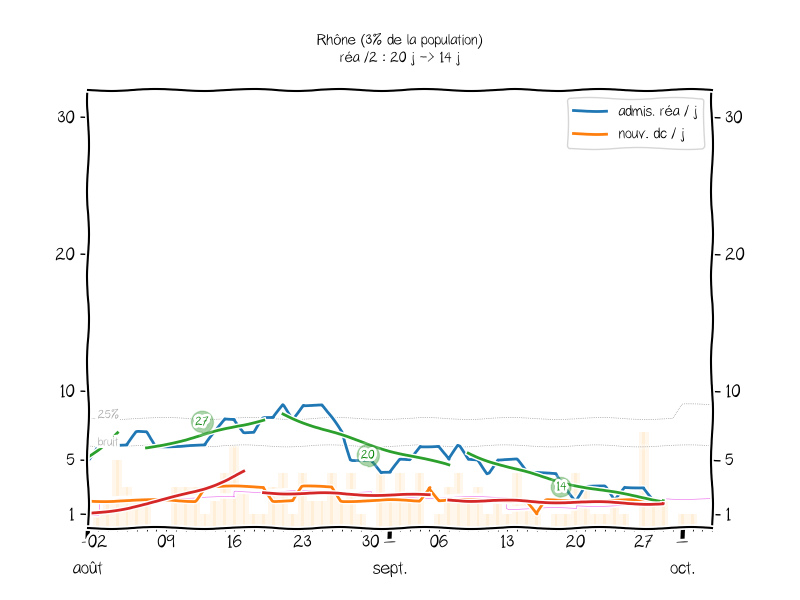 Rhône (3% de la population)
réa /2 : 20 j -> 14 j
admis. réa / j
nouv. dc / j
30
30
20
20
10
10
25%
27
bruit
20
5
5
14
1
1
02
09
16
23
30
06
13
20
27
août
sept.
oct.